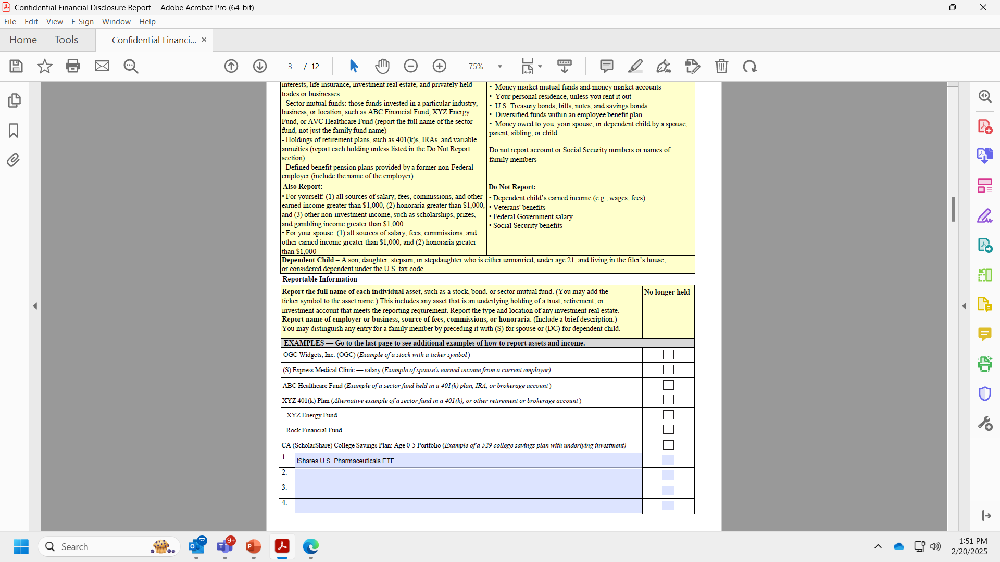 Confidential Financial Disclosure Report - Adobe Acrobat Pro (64-bit)
File Edit View E-Sign Window Help
Home Tools Confidential Financi... ×
3 / 12 75%
interests, life insurance, investment real estate, and privately held
trades or businesses
- Sector mutual funds: those funds invested in a particular industry,
business, or location, such as ABC Financial Fund, XYZ Energy
Fund, or AVC Healthcare Fund (report the full name of the sector
fund, not just the family fund name)
- Holdings of retirement plans, such as 401(k)s, IRAs, and variable
annuities (report each holding unless listed in the Do Not Report
section)
- Defined benefit pension plans provided by a former non-Federal
employer (include the name of the employer)
• Money market mutual funds and money market accounts
• Your personal residence, unless you rent it out
• U.S. Treasury bonds, bills, notes, and savings bonds
• Diversified funds within an employee benefit plan
• Money owed to you, your spouse, or dependent child by a spouse,
parent, sibling, or child
Do not report account or Social Security numbers or names of
family members
Also Report:
• For yourself: (1) all sources of salary, fees, commissions, and other
earned income greater than $1,000, (2) honoraria greater than $1,000,
and (3) other non-investment income, such as scholarships, prizes,
and gambling income greater than $1,000
• For your spouse: (1) all sources of salary, fees, commissions, and
other earned income greater than $1,000, and (2) honoraria greater
than $1,000
Do Not Report:
• Dependent child's earned income (e.g., wages, fees)
• Veterans' benefits
• Federal Government salary
• Social Security benefits
Dependent Child – A son, daughter, stepson, or stepdaughter who is either unmarried, under age 21, and living in the filer's house,
or considered dependent under the U.S. tax code.
Reportable Information
Report the full name of each individual asset, such as a stock, bond, or sector mutual fund. (You may add the
ticker symbol to the asset name.) This includes any asset that is an underlying holding of a trust, retirement, or
investment account that meets the reporting requirement. Report the type and location of any investment real estate.
Report name of employer or business, source of fees, commissions, or honoraria. (Include a brief description.)
You may distinguish any entry for a family member by preceding it with (S) for spouse or (DC) for dependent child.
No longer held
EXAMPLES — Go to the last page to see additional examples of how to report assets and income.
OGC Widgets, Inc. (OGC) (Example of a stock with a ticker symbol)
(S) Express Medical Clinic — salary (Example of spouse's earned income from a current employer)
ABC Healthcare Fund (Example of a sector fund held in a 401(k) plan, IRA, or brokerage account)
XYZ 401(k) Plan (Alternative example of a sector fund in a 401(k), or other retirement or brokerage account)
- XYZ Energy Fund
- Rock Financial Fund
CA (ScholarShare) College Savings Plan: Age 0-5 Portfolio (Example of a 529 college savings plan with underlying investment)
1. iShares U.S. Pharmaceuticals ETF
2.
3.
4.
Search
9+
1:51 PM
2/20/2025